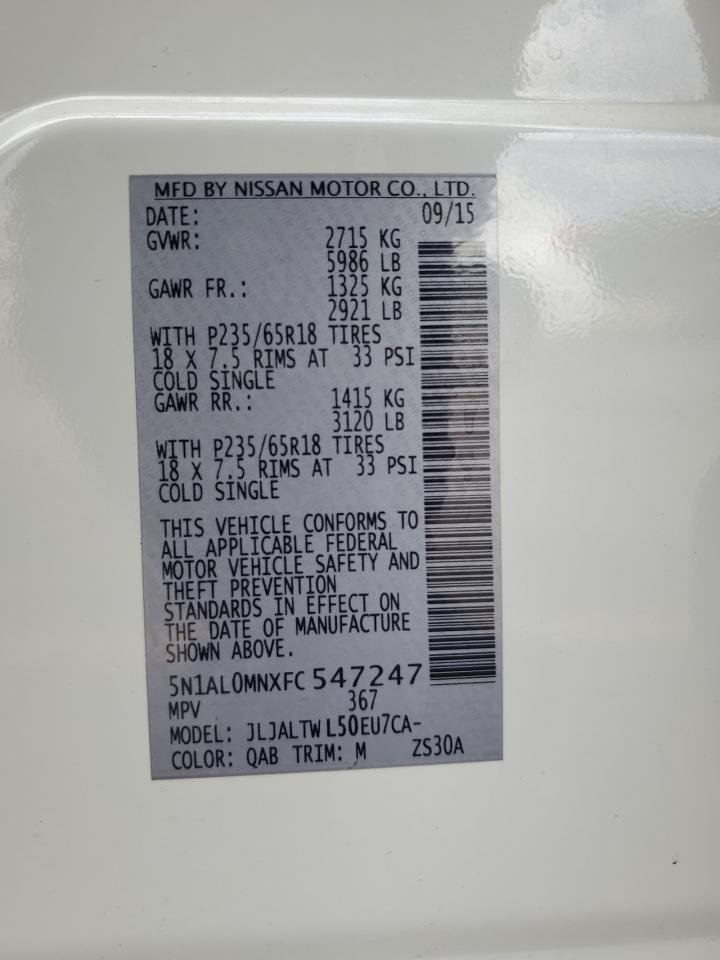 MFD BY NISSAN MOTOR CO., LTD.
DATE: 09/15
GVWR: 2715 KG
5986 LB
GAWR FR.: 1325 KG
2921 LB
WITH P235/65R18 TIRES
18 X 7.5 RIMS AT 33 PSI
COLD SINGLE
GAWR RR.: 1415 KG
3120 LB
WITH P235/65R18 TIRES
18 X 7.5 RIMS AT 33 PSI
COLD SINGLE
THIS VEHICLE CONFORMS TO
ALL APPLICABLE FEDERAL
MOTOR VEHICLE SAFETY AND
THEFT PREVENTION
STANDARDS IN EFFECT ON
THE DATE OF MANUFACTURE
SHOWN ABOVE.
5N1AL0MNXFC547247
MPV 367
MODEL: JLJALTWL50EU7CA-
COLOR: QAB TRIM: M ZS30A